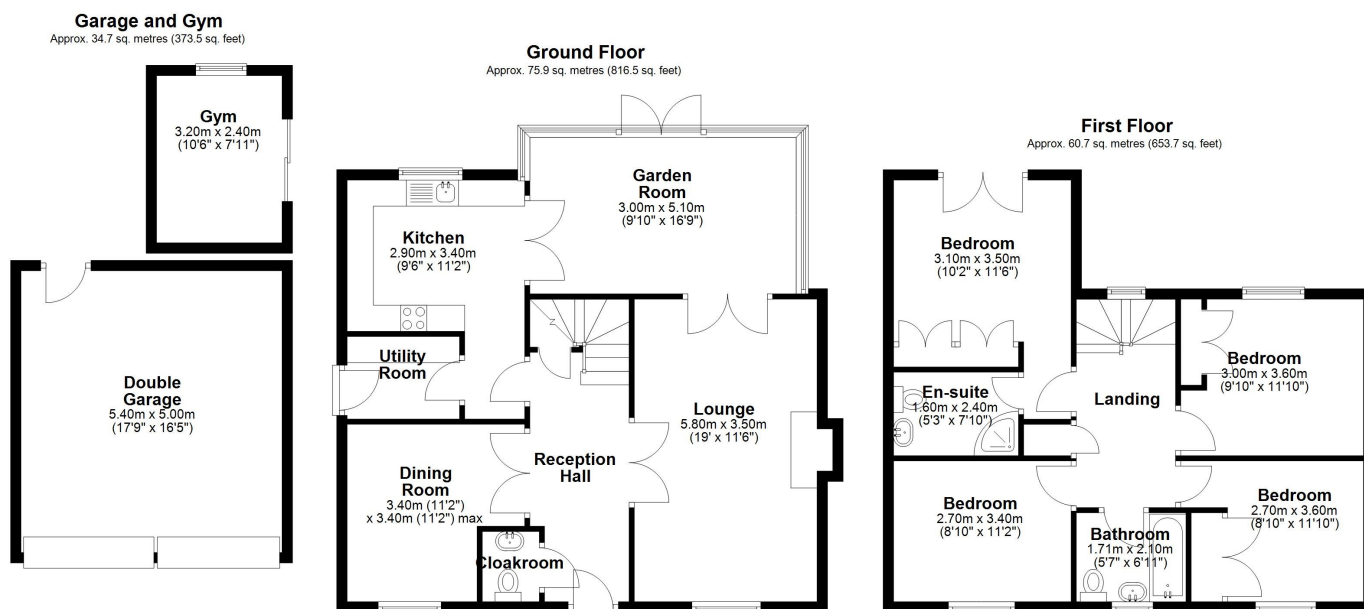 Garage and Gym
Approx. 34.7 sq. metres (373.5 sq. feet)
Gym
3.20m x 2.40m
(10'6" x 7'11")
Double
Garage
5.40m x 5.00m
(17'9" x 16'5")
Ground Floor
Approx. 75.9 sq. metres (816.5 sq. feet)
Garden
Room
3.00m x 5.10m
(9'10" x 16'9")
Kitchen
2.90m x 3.40m
(9'6" x 11'2")
Utility
Room
Lounge
5.80m x 3.50m
(19' x 11'6")
Reception
Hall
Dining
Room
3.40m (11'2")
x 3.40m (11'2") max
Cloakroom
First Floor
Approx. 60.7 sq. metres (653.7 sq. feet)
Bedroom
3.10m x 3.50m
(10'2" x 11'6")
Bedroom
3.00m x 3.60m
(9'10" x 11'10")
En-suite
1.60m x 2.40m
(5'3" x 7'10")
Landing
Bedroom
2.70m x 3.40m
(8'10" x 11'2")
Bathroom
1.71m x 2.10m
(5'7" x 6'11")
Bedroom
2.70m x 3.60m
(8'10" x 11'10")